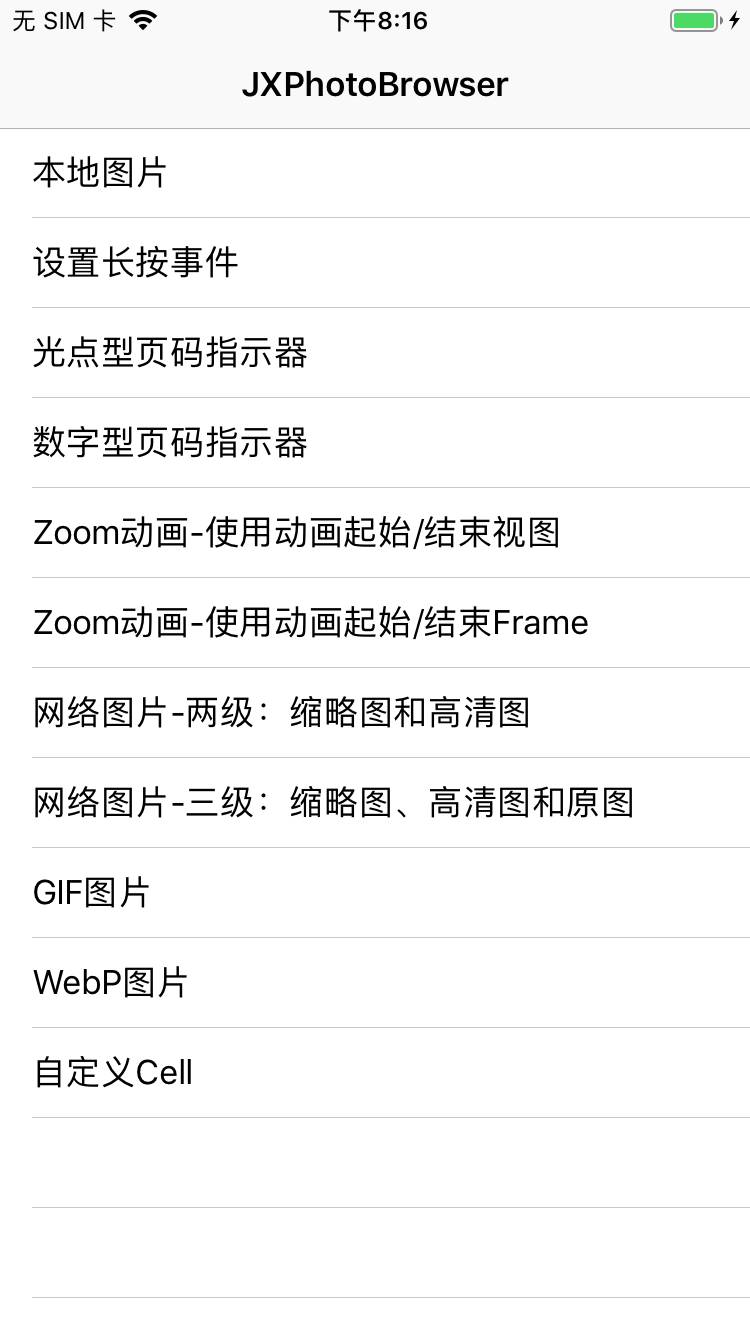 无 SIM 卡 下午8:16
JXPhotoBrowser
本地图片
设置长按事件
光点型页码指示器
数字型页码指示器
Zoom动画-使用动画起始/结束视图
Zoom动画-使用动画起始/结束Frame
网络图片-两级：缩略图和高清图
网络图片-三级：缩略图、高清图和原图
GIF图片
WebP图片
自定义Cell